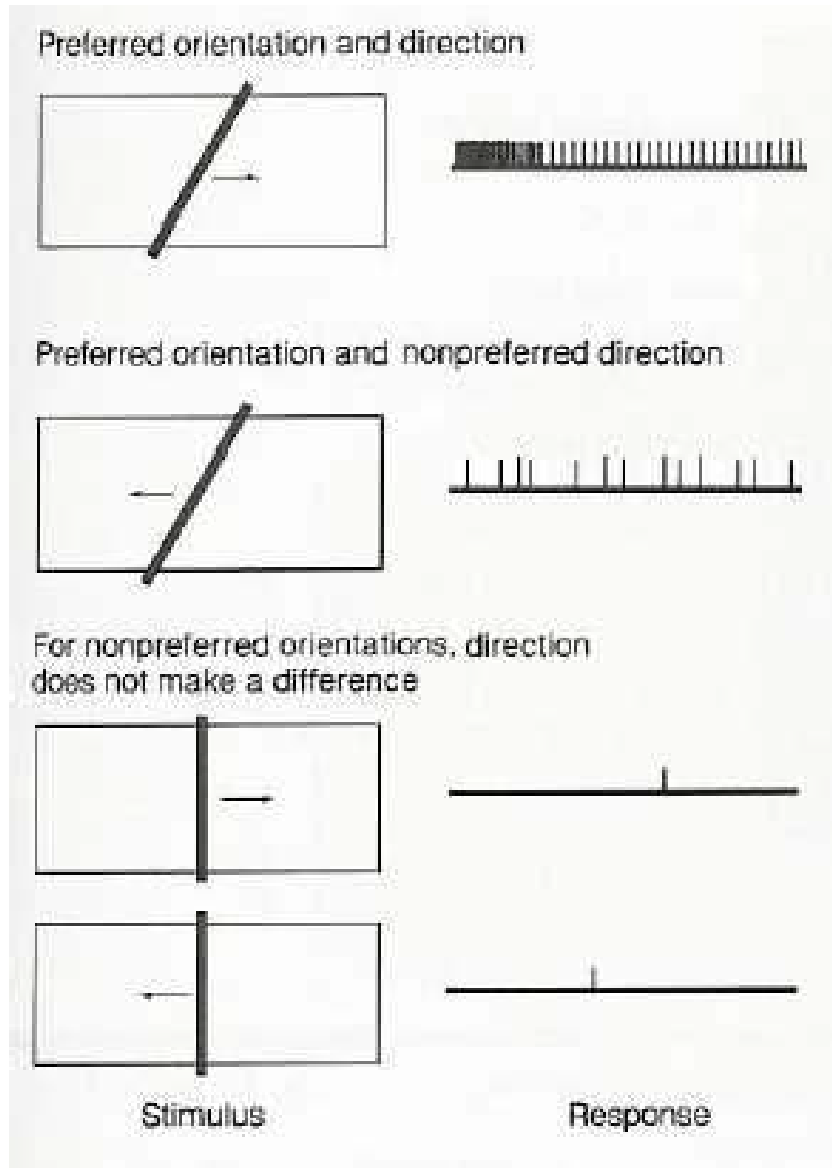 Preferred orientation and direction
Preferred orientation and nonpreferred direction
For nonpreferred orientations, direction
does not make a difference
Stimulus
Response